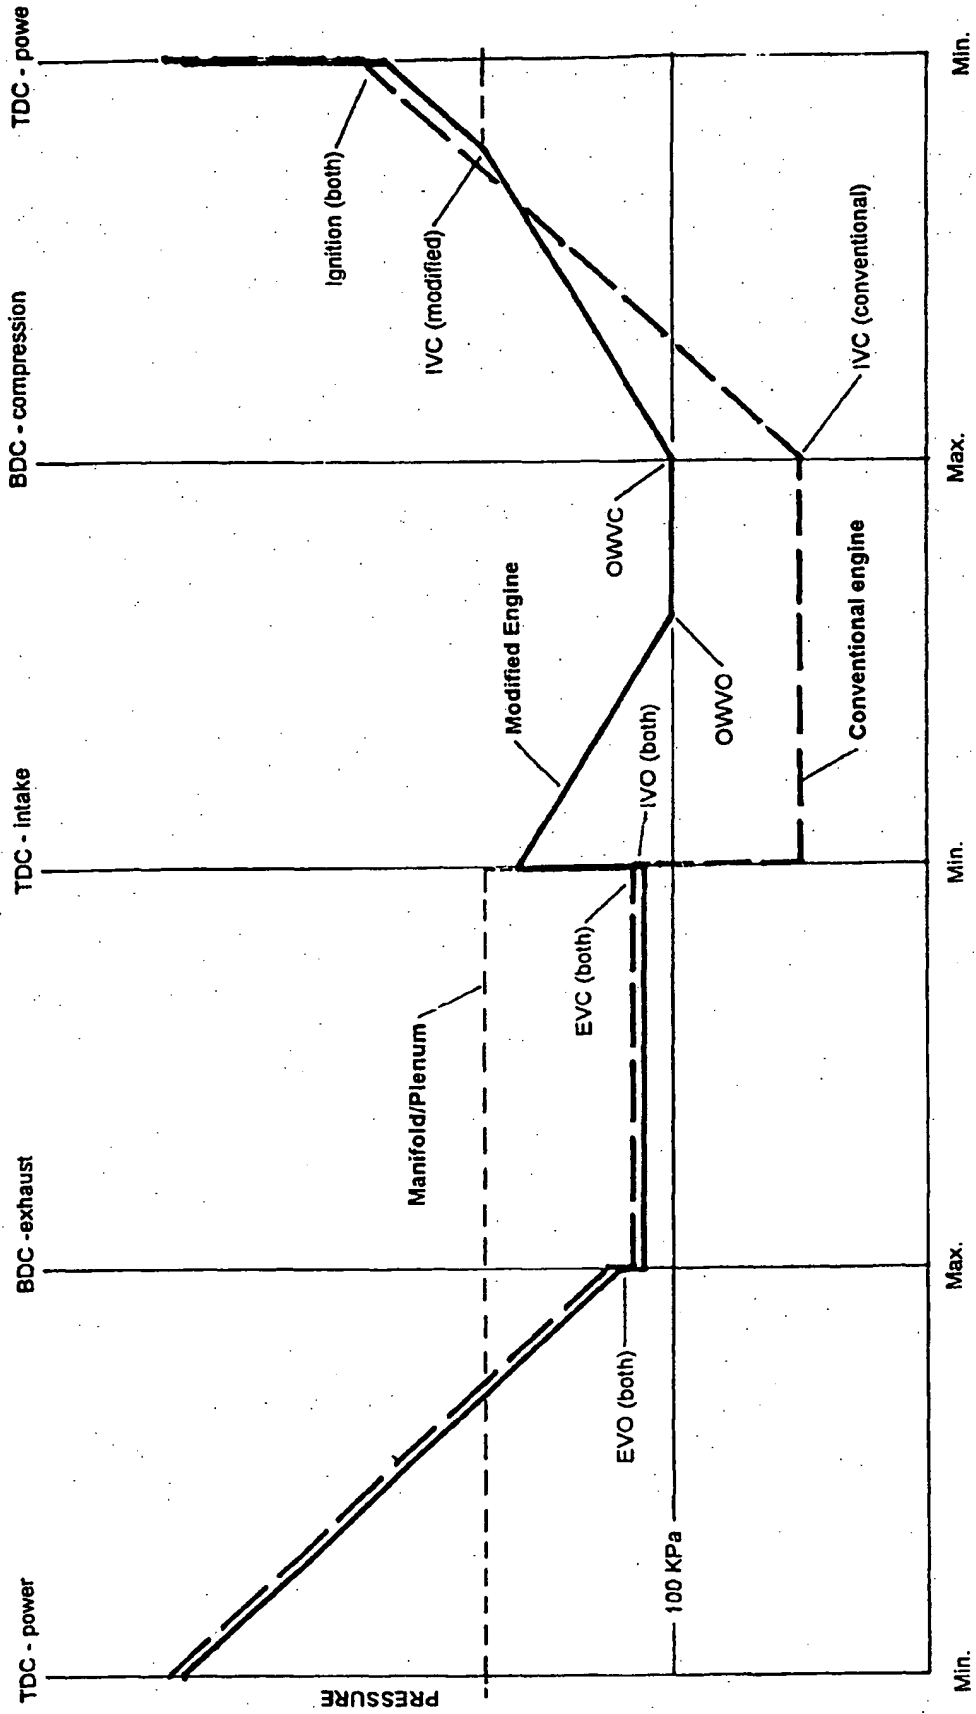 TDC - power
BDC -exhaust
TDC - intake
BDC - compression
TDC - powe
PRESSURE
Manifold/Plenum
Modified Engine
Ignition (both)
IVC (modified)
EVO (both)
EVC (both)
IVO (both)
OWVO
OWVC
100 KPa
Conventional engine
IVC (conventional)
Min.
Max.
Min.
Max.
Min.